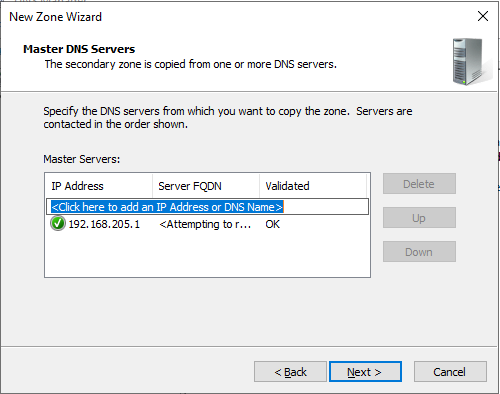 New Zone Wizard
Master DNS Servers
The secondary zone is copied from one or more DNS servers.
Specify the DNS servers from which you want to copy the zone.  Servers are
contacted in the order shown.
Master Servers:
IP Address Server FQDN Validated
<Click here to add an IP Address or DNS Name>
192.168.205.1 <Attempting to r... OK
Delete
Up
Down
< Back Next > Cancel